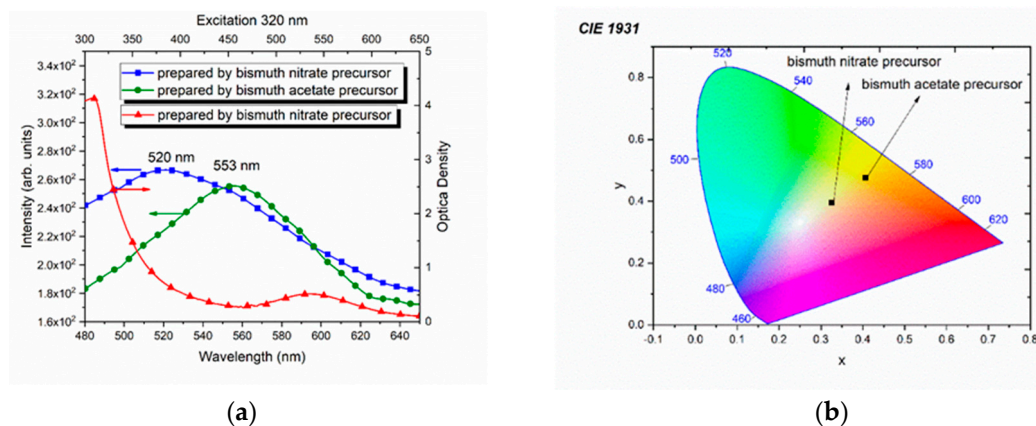 Excitation 320 nm
300 350 400 450 500 550 600 650
3.4x10²
3.2x10²
3.0x10²
2.8x10²
2.6x10²
2.4x10²
2.2x10²
2.0x10²
1.8x10²
1.6x10²
Intensity (arb. units)
prepared by bismuth nitrate precursor
prepared by bismuth acetate precursor
prepared by bismuth nitrate precursor
520 nm
553 nm
5
4
3
2
1
0
Optical Density
480 500 520 540 560 580 600 620 640
Wavelength (nm)
(a)
CIE 1931
bismuth nitrate precursor
bismuth acetate precursor
0.8
0.6
0.4
0.2
0.0
y
520
540
560
500
580
600
620
480
460
-0.1 0.0 0.1 0.2 0.3 0.4 0.5 0.6 0.7 0.8
x
(b)